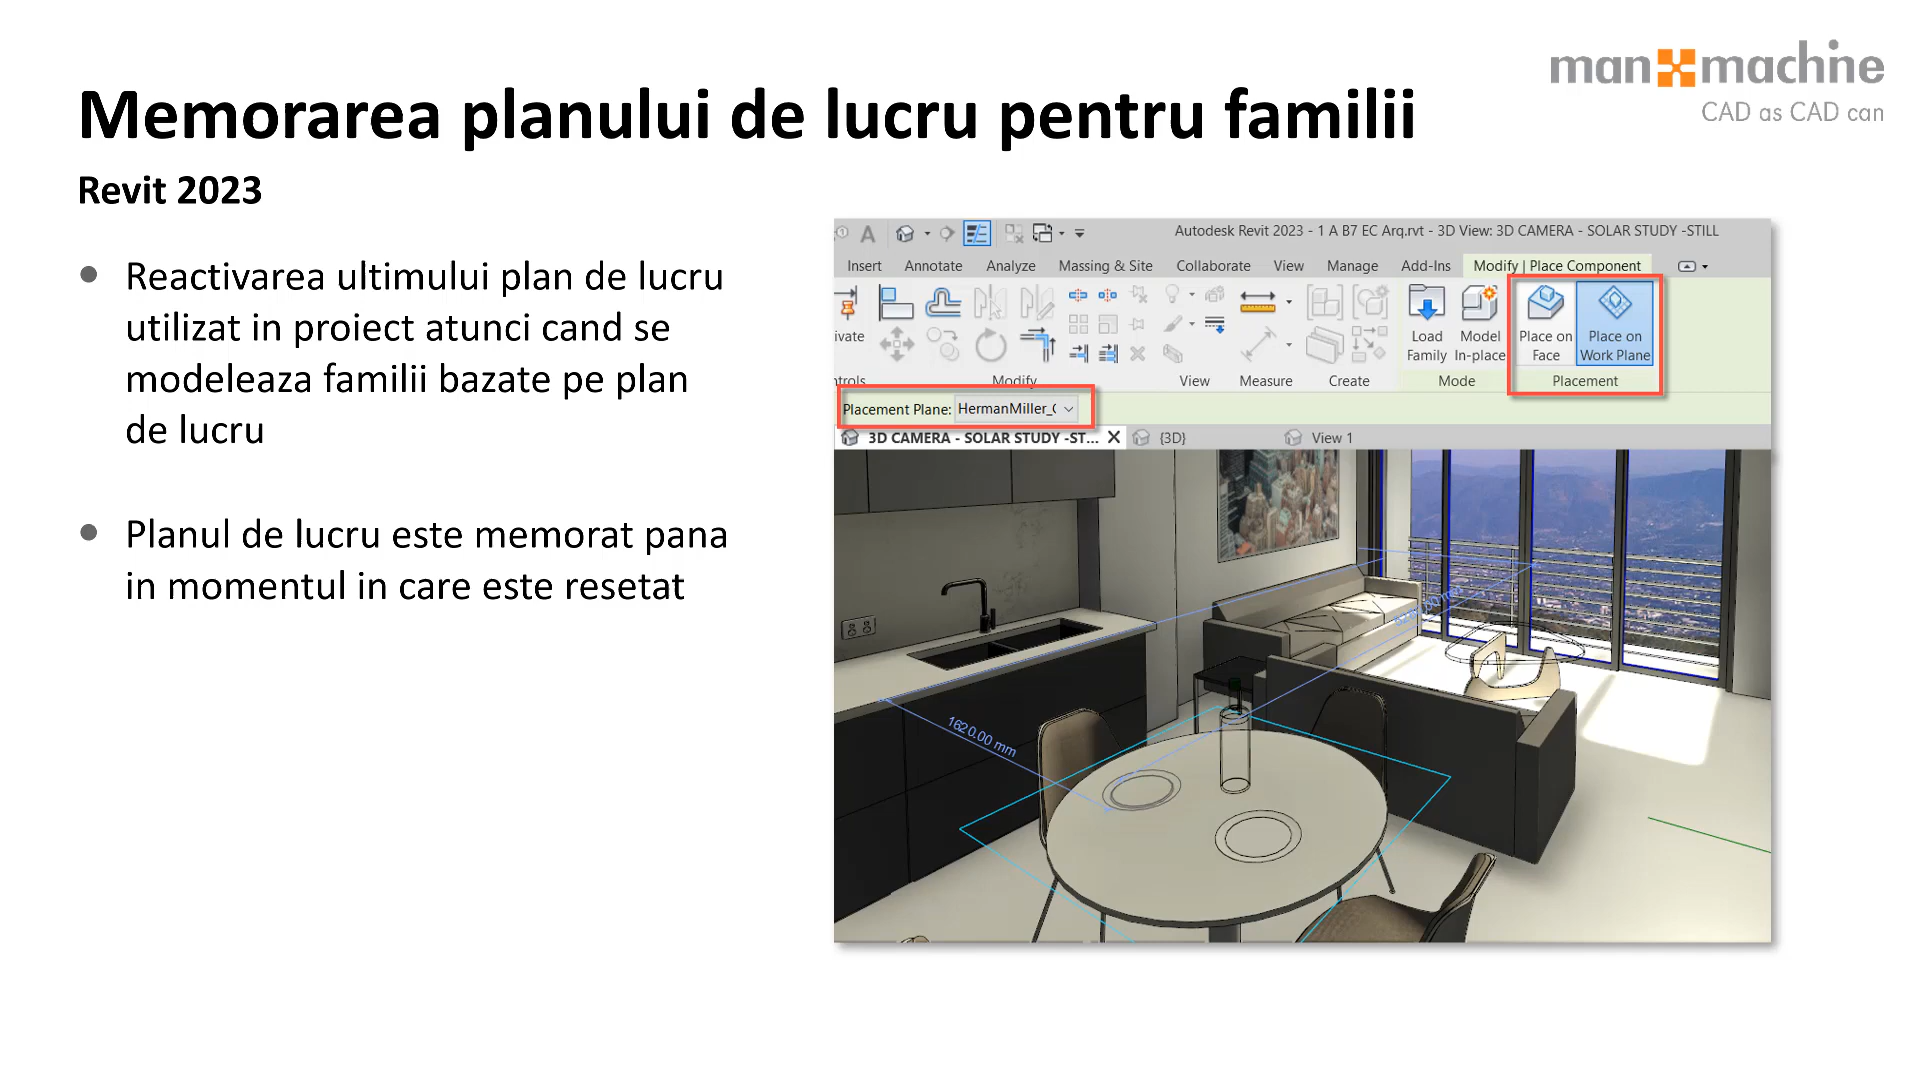 man machine
CAD as CAD can
Memorarea planului de lucru pentru familii
Revit 2023
Reactivarea ultimului plan de lucru
utilizat in proiect atunci cand se
modeleaza familii bazate pe plan
de lucru
Planul de lucru este memorat pana
in momentul in care este resetat
Autodesk Revit 2023 - 1 A B7 EC Arq.rvt - 3D View: 3D CAMERA - SOLAR STUDY -STILL
Insert Annotate Analyze Massing & Site Collaborate View Manage Add-Ins Modify | Place Component
ivate
Load Family
Model In-place
Place on Face
Place on Work Plane
ntrols Modify View Measure Create Mode Placement
Placement Plane: HermanMiller_
3D CAMERA - SOLAR STUDY -ST... {3D} View 1
1620.00 mm